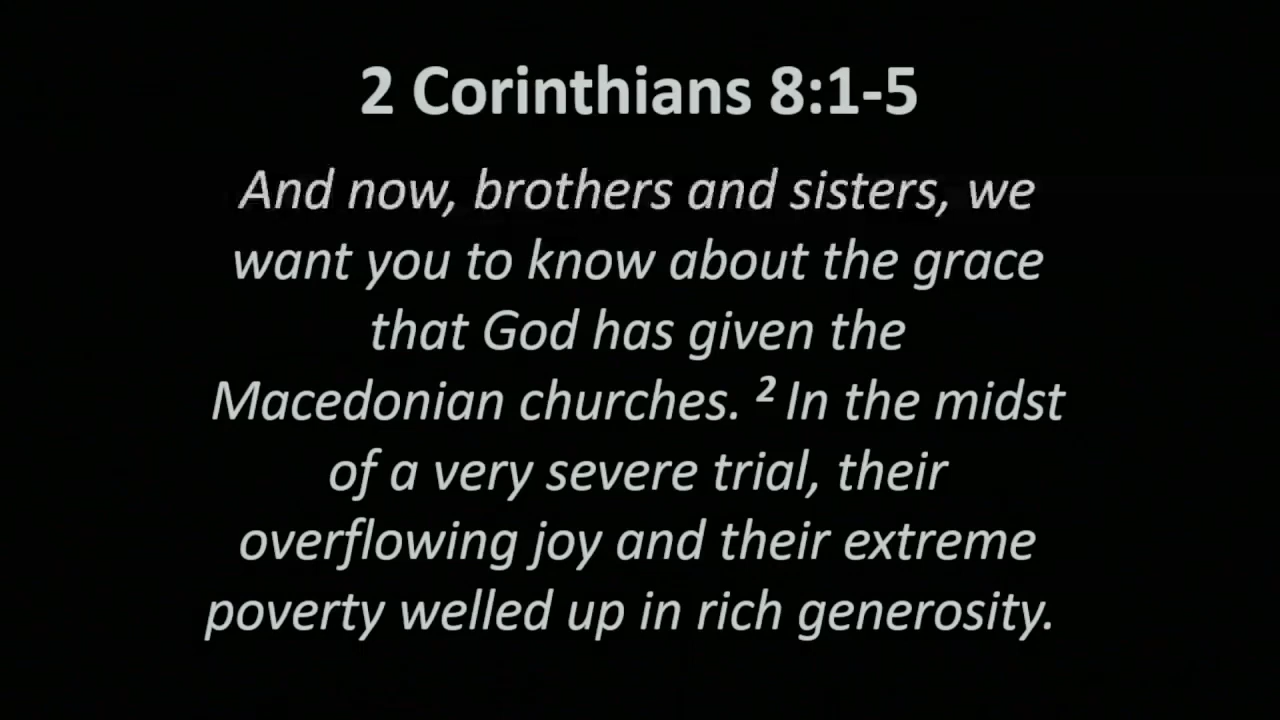 2 Corinthians 8:1-5
And now, brothers and sisters, we
want you to know about the grace
that God has given the
Macedonian churches. ² In the midst
of a very severe trial, their
overflowing joy and their extreme
poverty welled up in rich generosity.